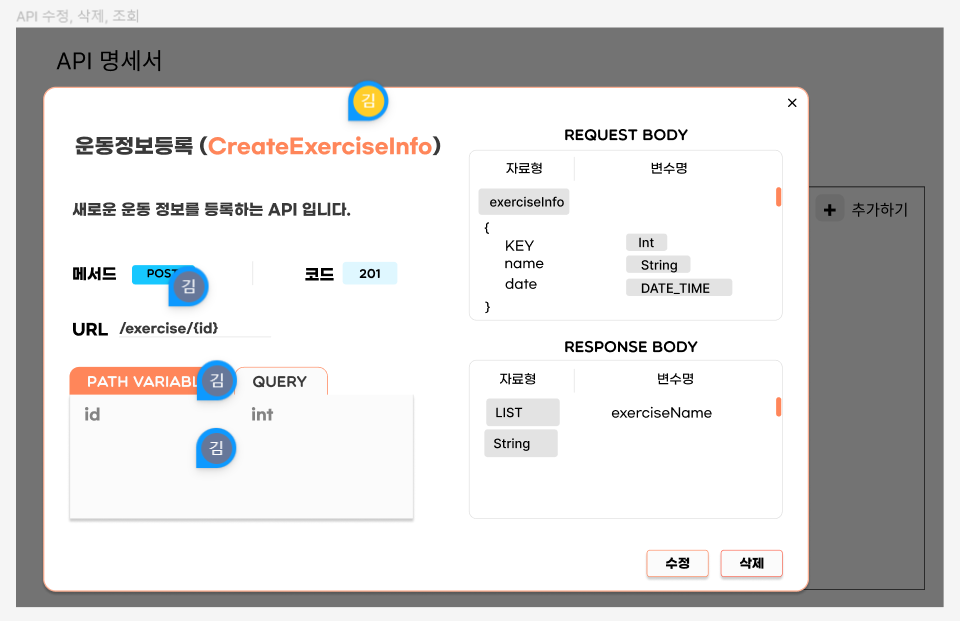 API 수정, 삭제, 조회
API 명세서
김
×
운동정보등록 (CreateExerciseInfo)
새로운 운동 정보를 등록하는 API 입니다.
메서드 POST 코드 201
김
URL /exercise/{id}
PATH VARIABL 김 QUERY
id int
김
REQUEST BODY
자료형 변수명
exerciseInfo
{
KEY Int
name String
date DATE_TIME
}
RESPONSE BODY
자료형 변수명
LIST exerciseName
String
수정 삭제
+ 추가하기